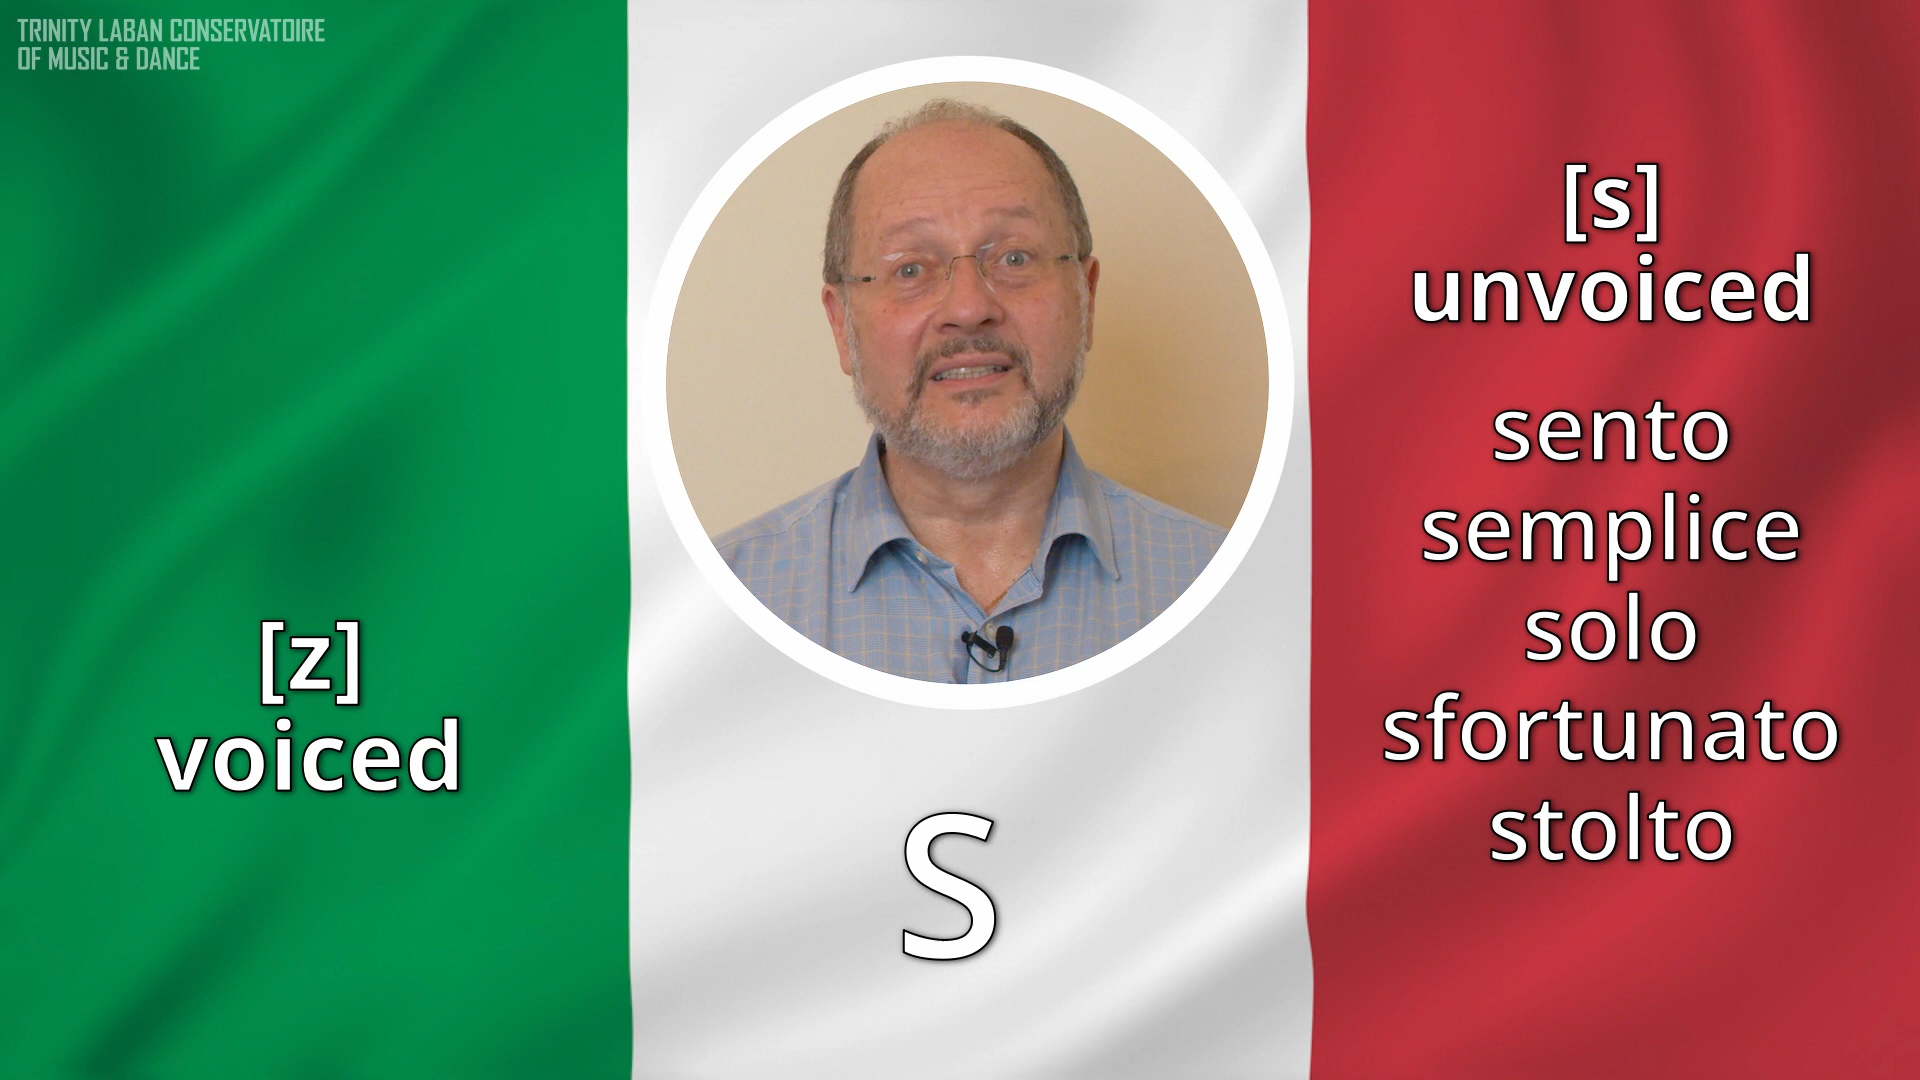 TRINITY LABAN CONSERVATOIRE
OF MUSIC & DANCE
[z]
voiced
S
[s]
unvoiced
sento
semplice
solo
sfortunato
stolto